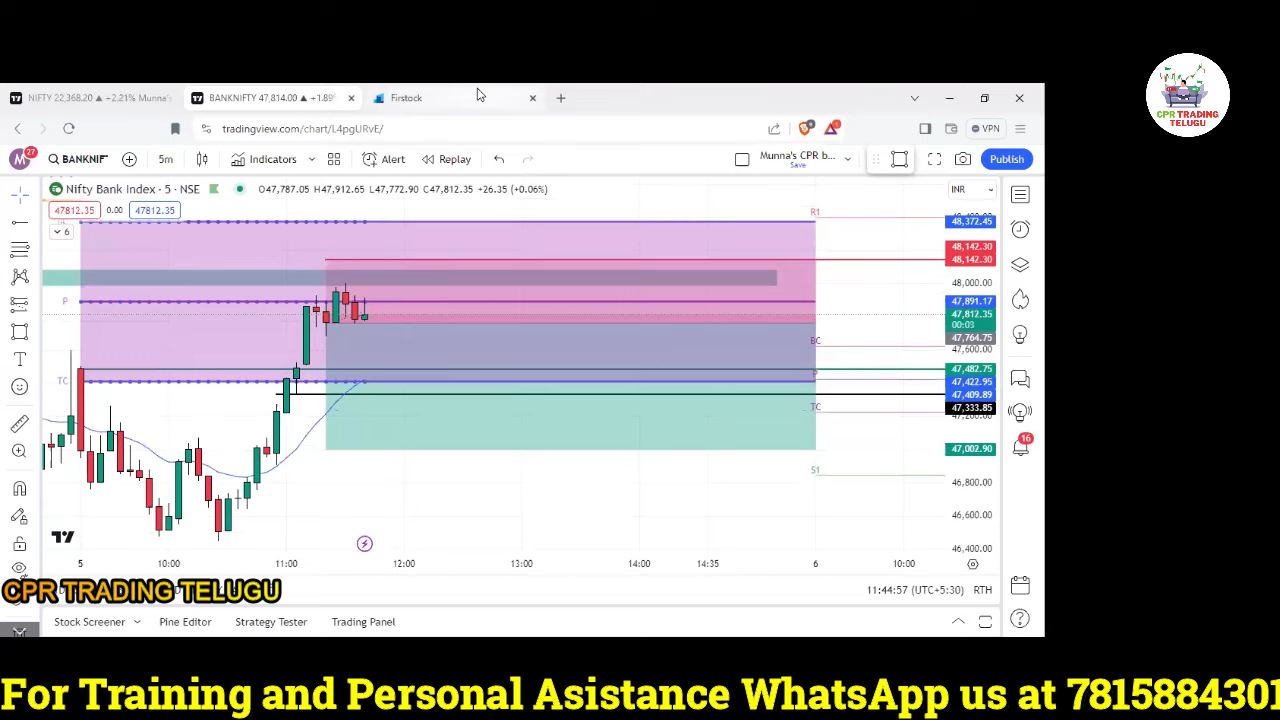 CPR TRADING
TELUGU
NIFTY 22,368.20 ▲ +2.21% Munna's
BANKNIFTY 47,814.00 ▲ +1.89%
Firstock
tradingview.com/chart/L4pgURvE/
VPN
M 27
BANKNIF
5m
Indicators
Alert
Replay
Munna's CPR b...
Save
Publish
Nifty Bank Index · 5 · NSE
O47,787.05 H47,912.65 L47,772.90 C47,812.35 +26.35 (+0.06%)
INR
47812.35 0.00 47812.35
6
R1
48,372.45
48,142.30
48,142.30
48,000.00
P
47,891.17
47,812.35
00:03
47,764.75
BC
47,600.00
47,482.75
TC
47,422.95
47,409.89
TC
47,333.85
47,002.90
S1
46,800.00
46,600.00
46,400.00
16
5 10:00 11:00 12:00 13:00 14:00 14:35 6 10:00
CPR TRADING TELUGU
11:44:57 (UTC+5:30) RTH
Stock Screener
Pine Editor
Strategy Tester
Trading Panel
For Training and Personal Asistance WhatsApp us at 7815884301